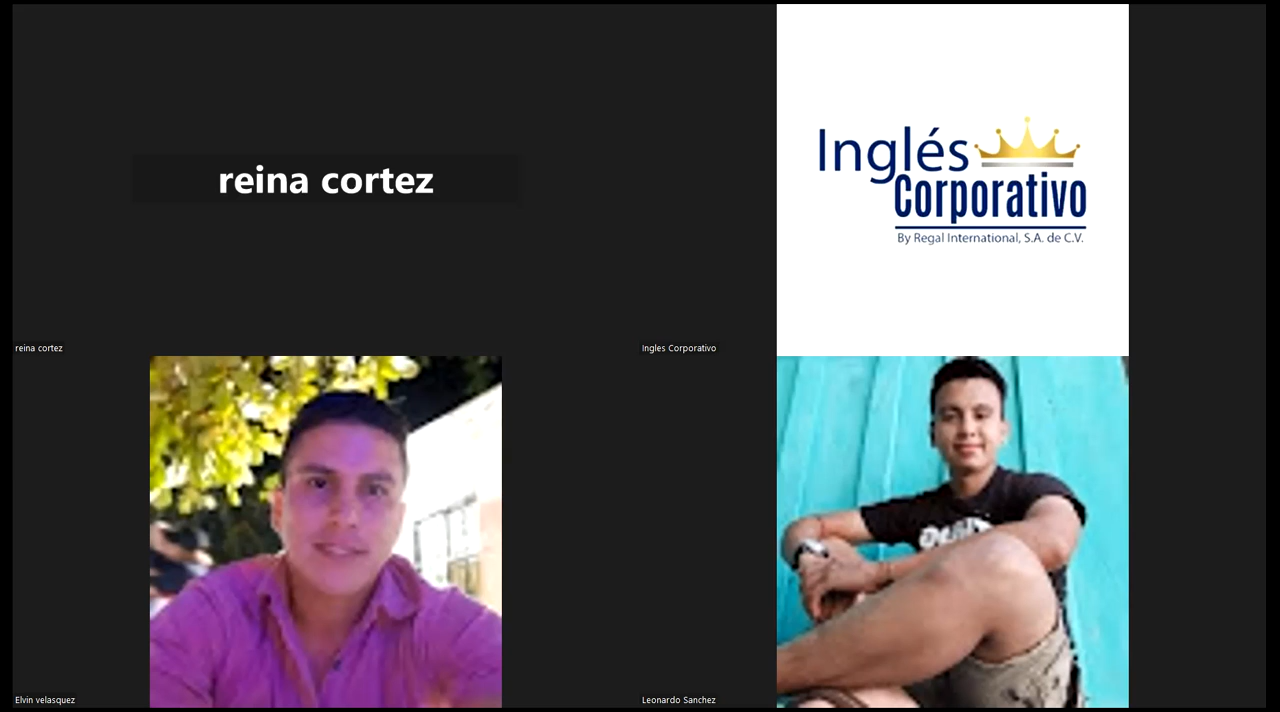 reina cortez
Inglés
Corporativo
By Regal International, S.A. de C.V.
reina cortez
Ingles Corporativo
Elvin velasquez
Leonardo Sanchez